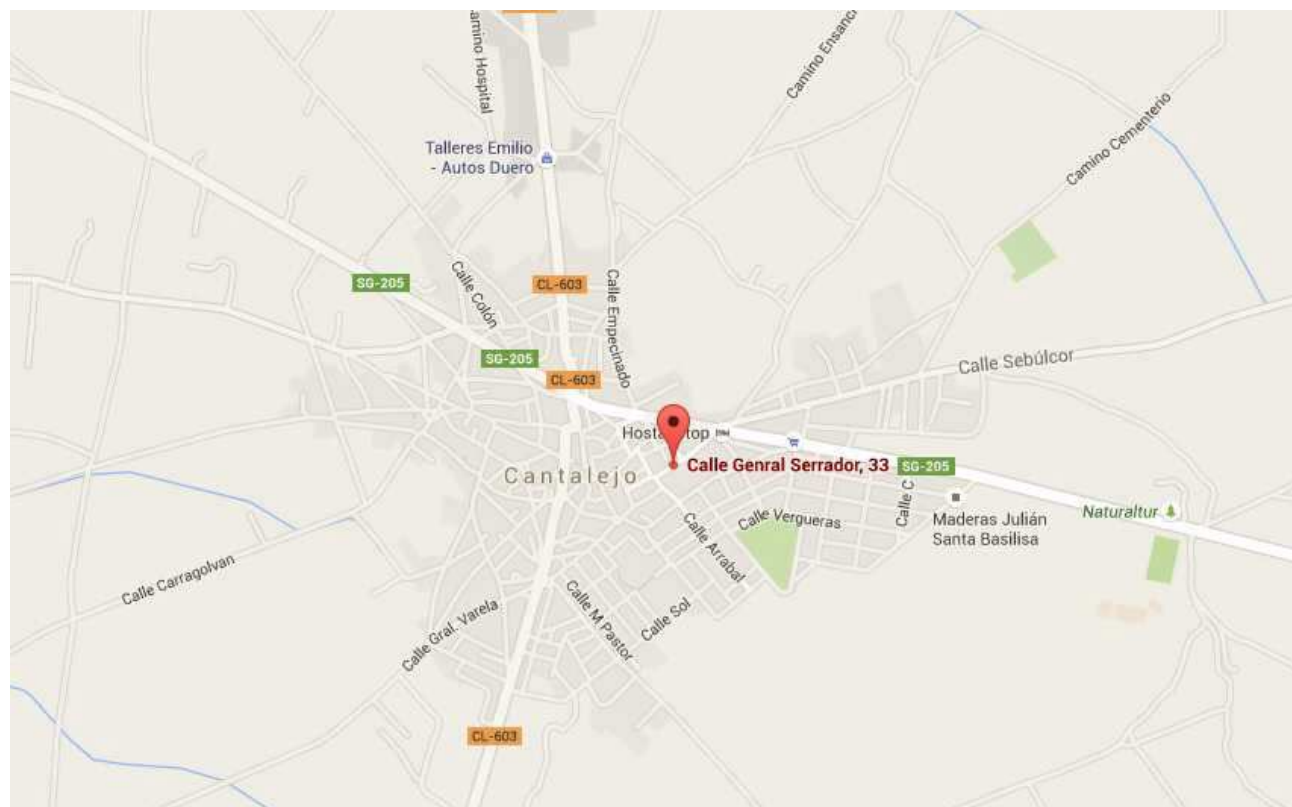 Camino Hospital
Camino Ensanc
Talleres Emilio
- Autos Duero
Camino Cementerio
SG-205
CL-603
Calle Colón
Calle Empecinado
SG-205
CL-603
Calle Sebúlcor
Hosta top
Calle Genral Serrador, 33
SG-205
Cantalejo
Calle C
Calle Vergueras
Maderas Julián
Santa Basilisa
Naturaltur
Calle Arrabal
Calle Carragolvan
Calle Gral. Varela
Calle M Pastor
Calle Sol
CL-603